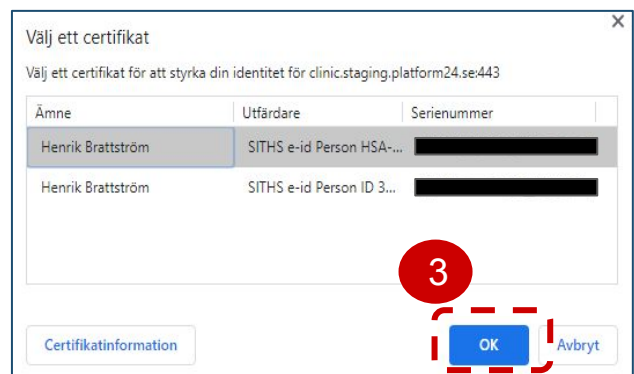 Välj ett certifikat
Välj ett certifikat för att styrka din identitet för clinic.staging.platform24.se:443
Ämne Utfärdare Serienummer
Henrik Brattström SITHS e-id Person HSA-...
Henrik Brattström SITHS e-id Person ID 3...
3
Certifikatinformation OK Avbryt